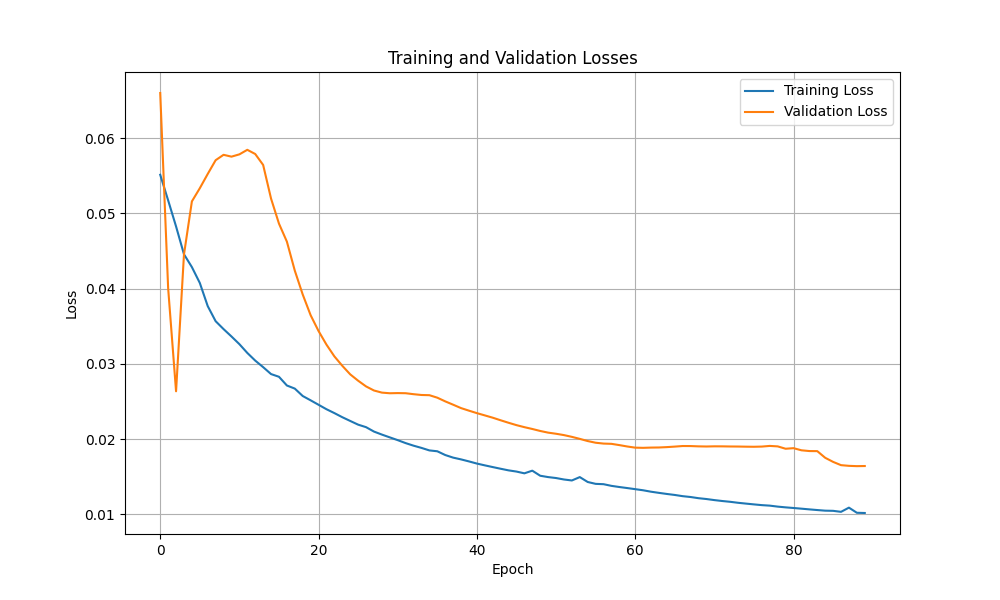 Training and Validation Losses
Training Loss
Validation Loss
0.06
0.05
0.04
0.03
0.02
0.01
Loss
0 20 40 60 80
Epoch